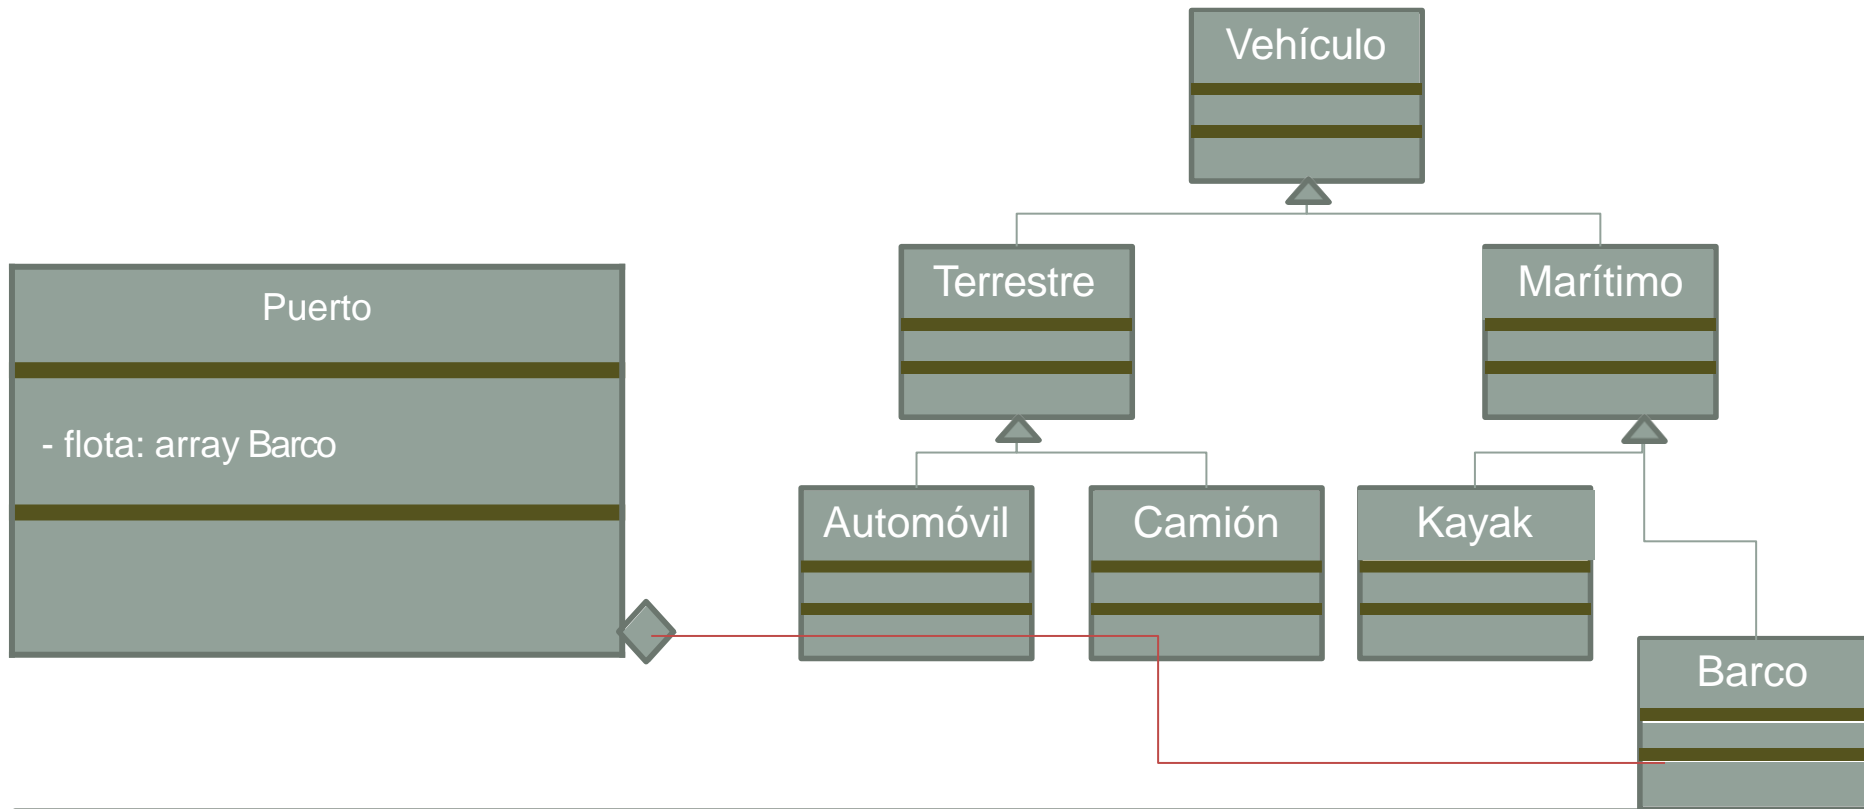 Vehículo
Terrestre
Marítimo
Puerto
- flota: array Barco
Automóvil
Camión
Kayak
Barco